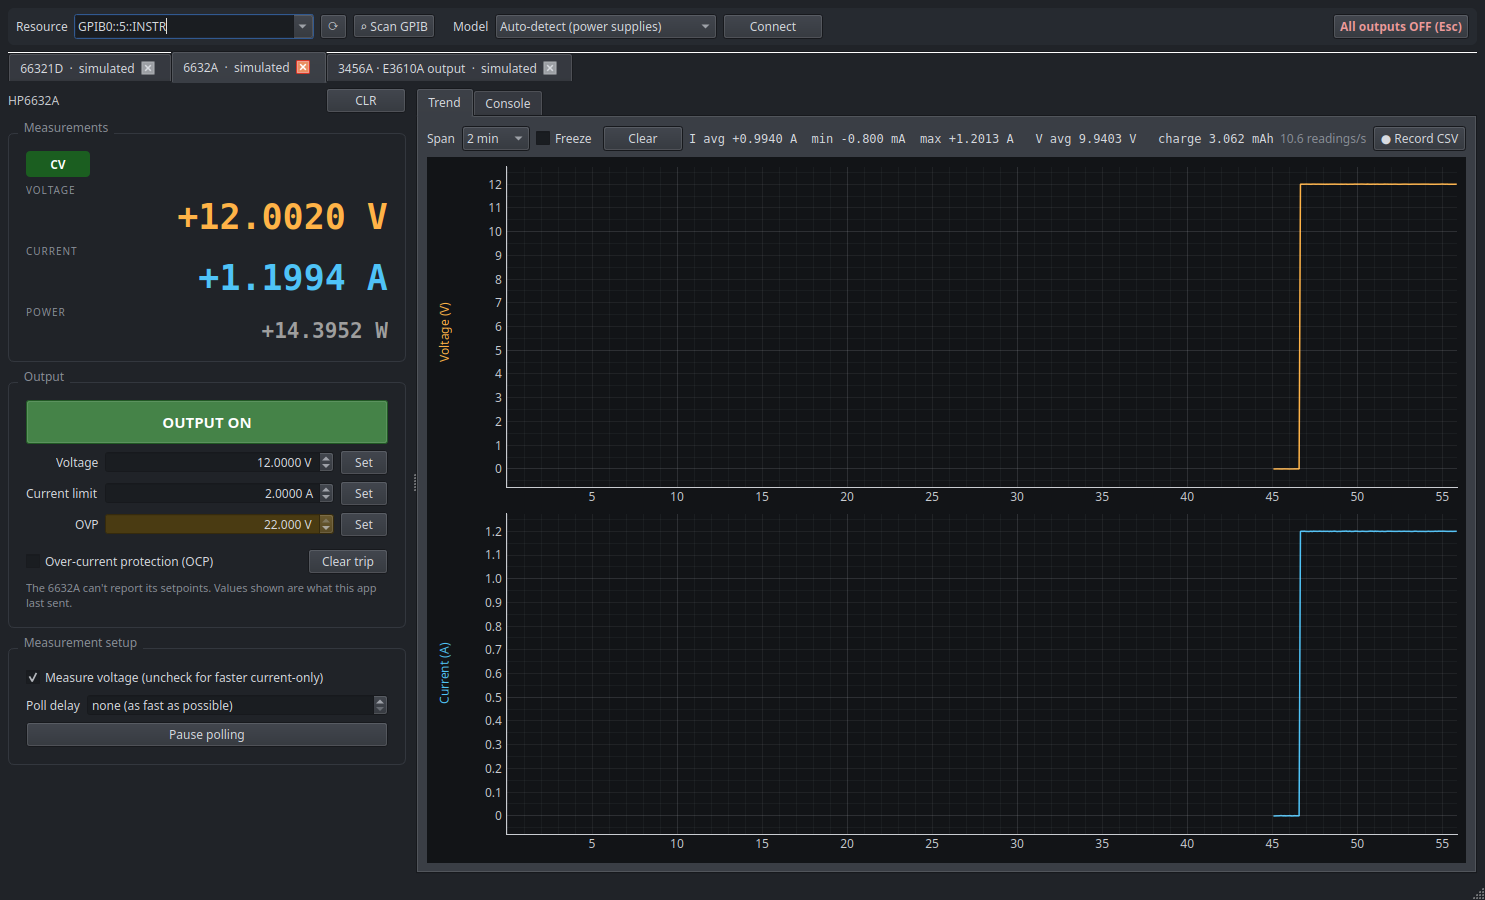 Resource GPIB0::5::INSTR Scan GPIB Model Auto-detect (power supplies) Connect All outputs OFF (Esc)
66321D · simulated 6632A · simulated 3456A · E3610A output · simulated
HP6632A CLR
Measurements
CV
VOLTAGE
+12.0020 V
CURRENT
+1.1994 A
POWER
+14.3952 W
Output
OUTPUT ON
Voltage 12.0000 V Set
Current limit 2.0000 A Set
OVP 22.000 V Set
Over-current protection (OCP) Clear trip
The 6632A can't report its setpoints. Values shown are what this app
last sent.
Measurement setup
Measure voltage (uncheck for faster current-only)
Poll delay none (as fast as possible)
Pause polling
Trend Console
Span 2 min Freeze Clear I avg +0.9940 A min -0.800 mA max +1.2013 A V avg 9.9403 V charge 3.062 mAh 10.6 readings/s Record CSV
Voltage (V)
12
11
10
9
8
7
6
5
4
3
2
1
0
5 10 15 20 25 30 35 40 45 50 55
Current (A)
1.2
1.1
1.0
0.9
0.8
0.7
0.6
0.5
0.4
0.3
0.2
0.1
0
5 10 15 20 25 30 35 40 45 50 55